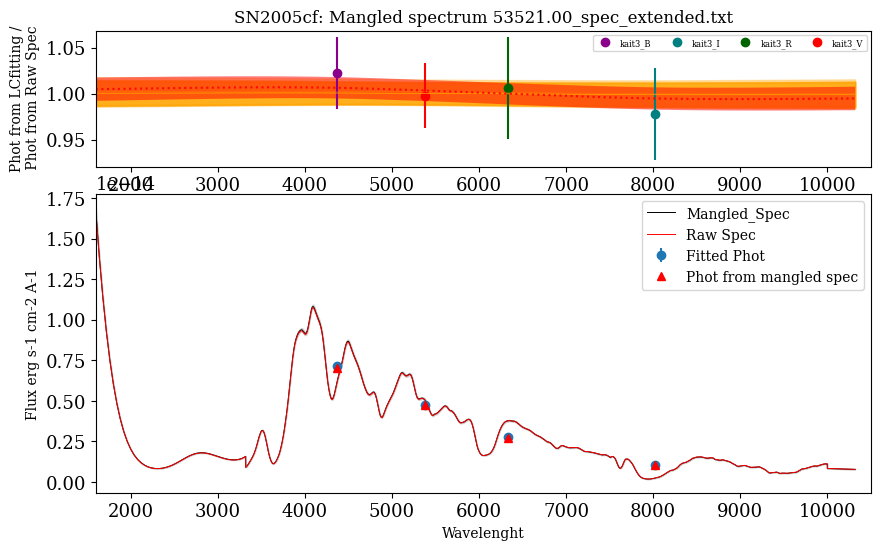 SN2005cf: Mangled spectrum 53521.00_spec_extended.txt
Phot from LCfitting /
Phot from Raw Spec
1.05
1.00
0.95
kait3_B
kait3_I
kait3_R
kait3_V
2000 3000 4000 5000 6000 7000 8000 9000 10000
1e−14
Flux erg s-1 cm-2 A-1
1.75
1.50
1.25
1.00
0.75
0.50
0.25
0.00
Mangled_Spec
Raw Spec
Fitted Phot
Phot from mangled spec
2000 3000 4000 5000 6000 7000 8000 9000 10000
Wavelenght